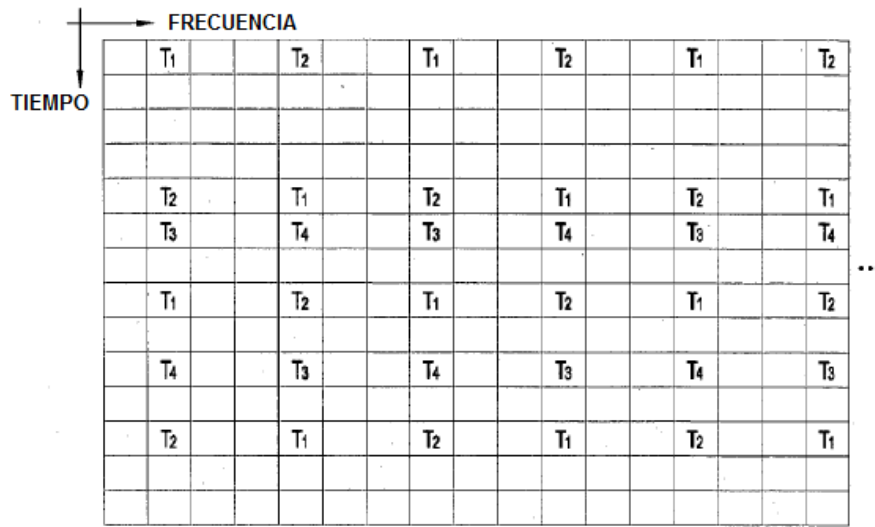 FRECUENCIA
TIEMPO
T1 T2 T1 T2 T1 T2
T2 T1 T2 T1 T2 T1
T3 T4 T3 T4 T3 T4
...
T1 T2 T1 T2 T1 T2
T4 T3 T4 T3 T4 T3
T2 T1 T2 T1 T2 T1